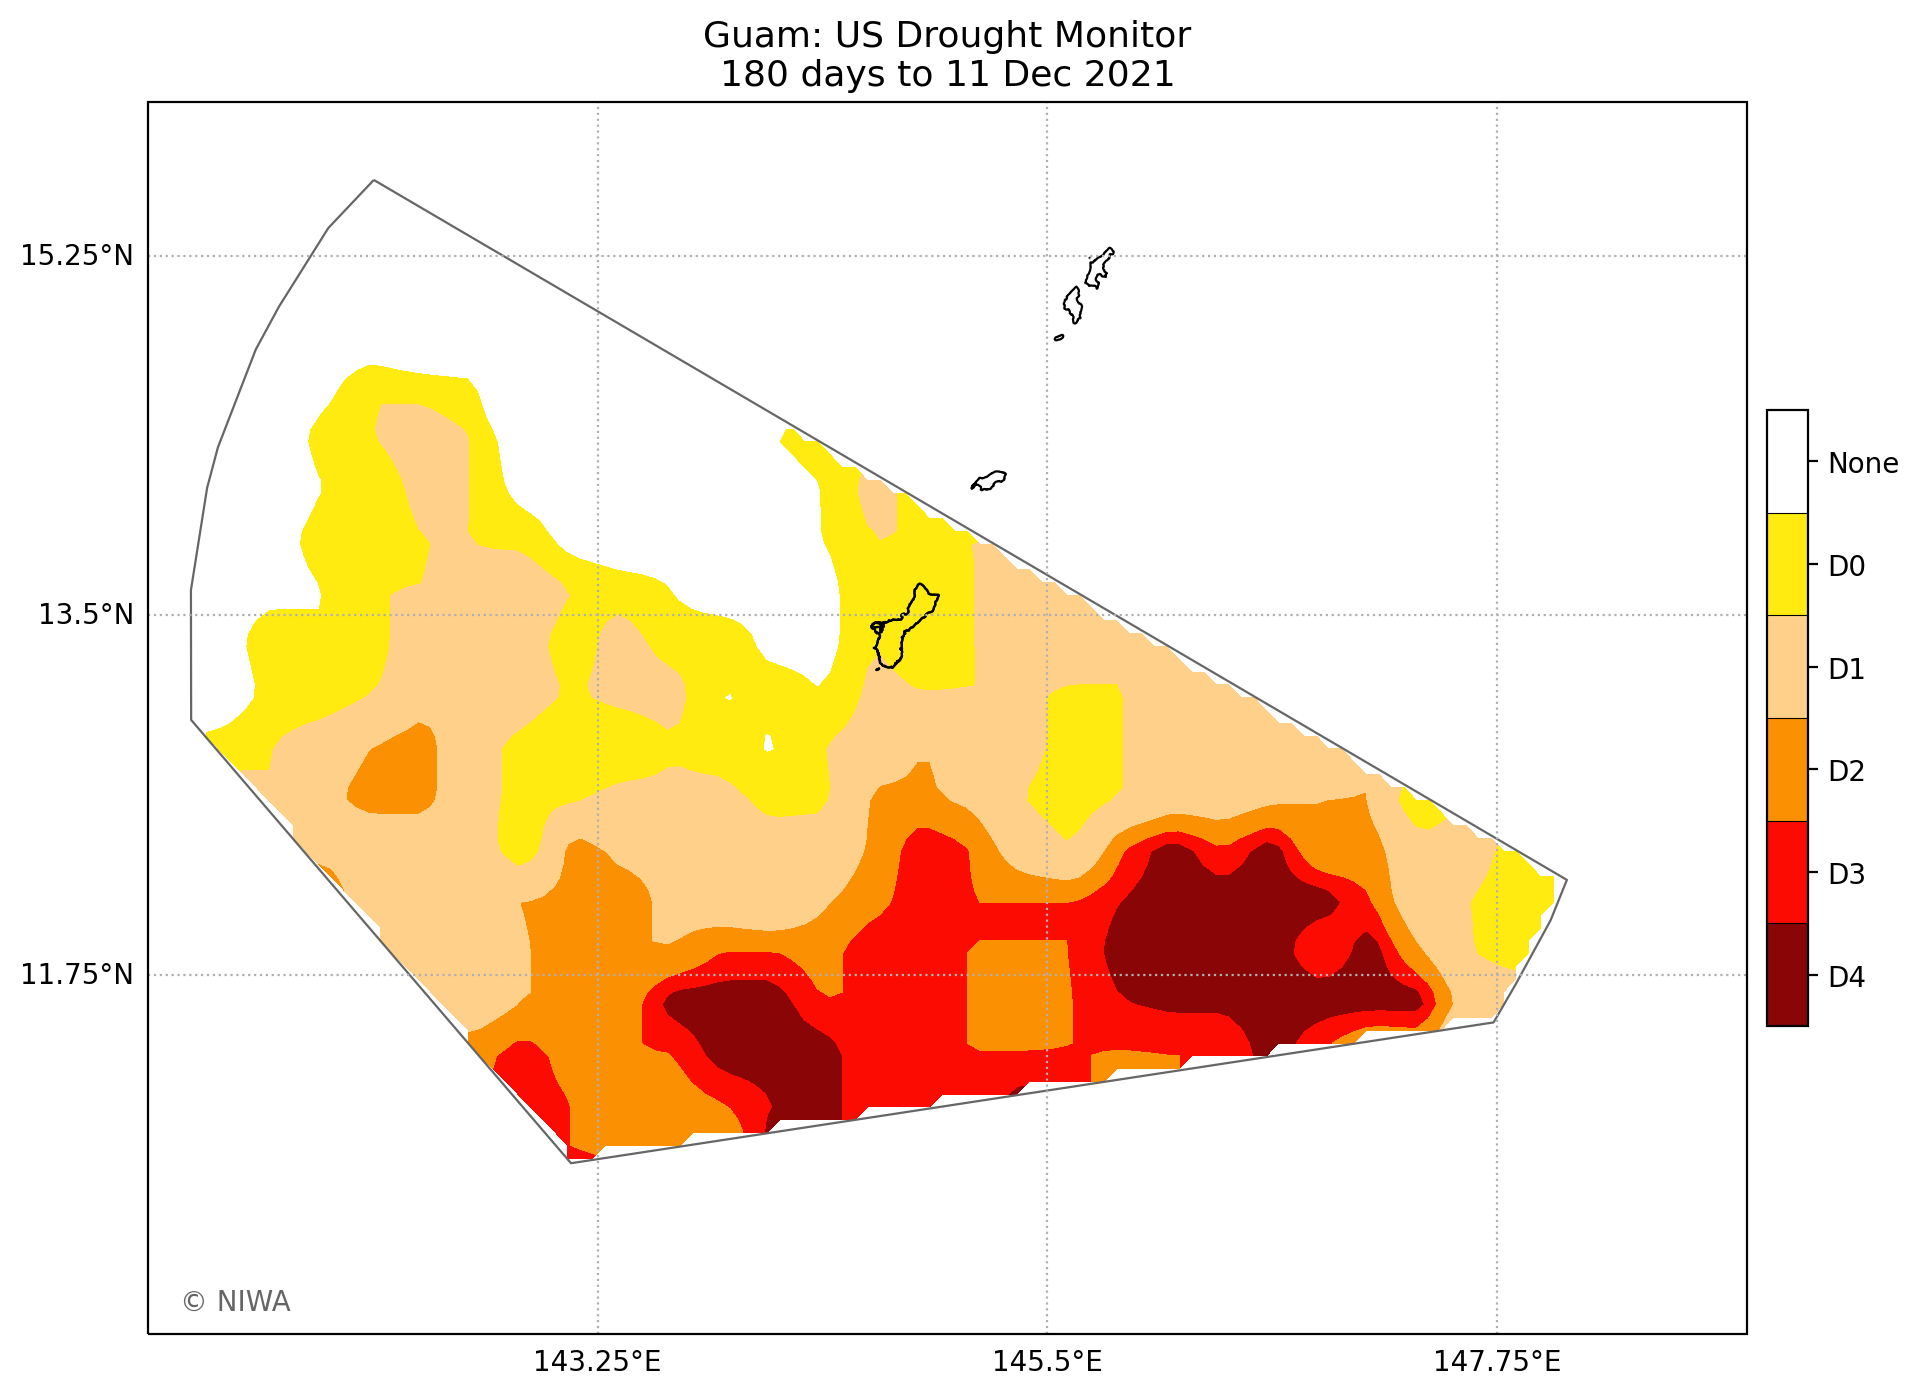 Guam: US Drought Monitor
180 days to 11 Dec 2021
15.25°N
13.5°N
11.75°N
143.25°E
145.5°E
147.75°E
None
D0
D1
D2
D3
D4
© NIWA